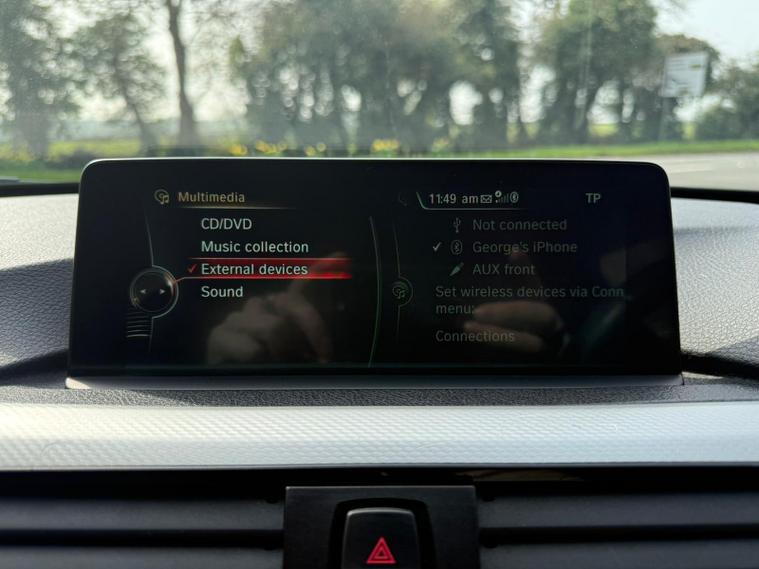 Multimedia
CD/DVD
Music collection
External devices
Sound
11:49 am
TP
Not connected
George's iPhone
AUX front
Set wireless devices via Conn
menu:
Connections